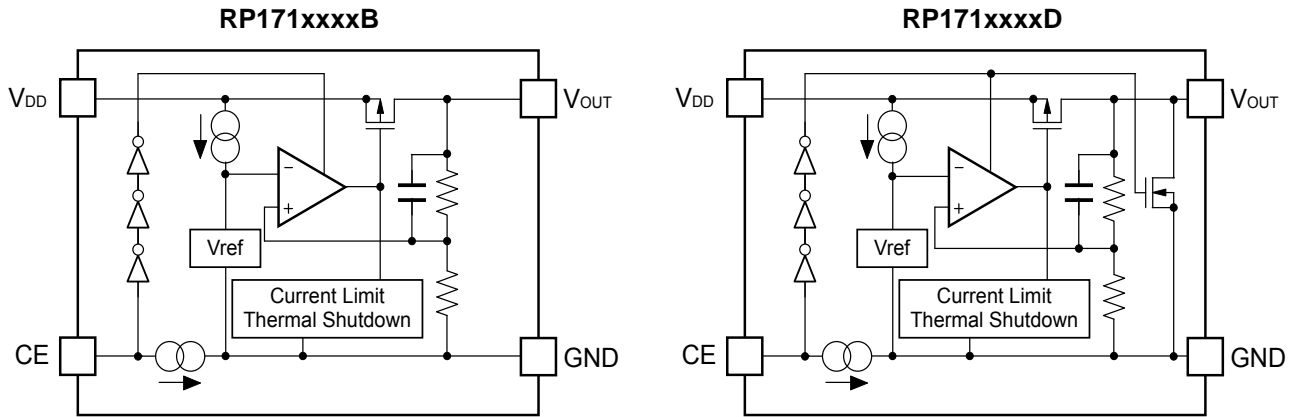 RP171xxxxB
VDD
VOUT
−
+
Vref
Current Limit
Thermal Shutdown
CE
GND
RP171xxxxD
VDD
VOUT
−
+
Vref
Current Limit
Thermal Shutdown
CE
GND